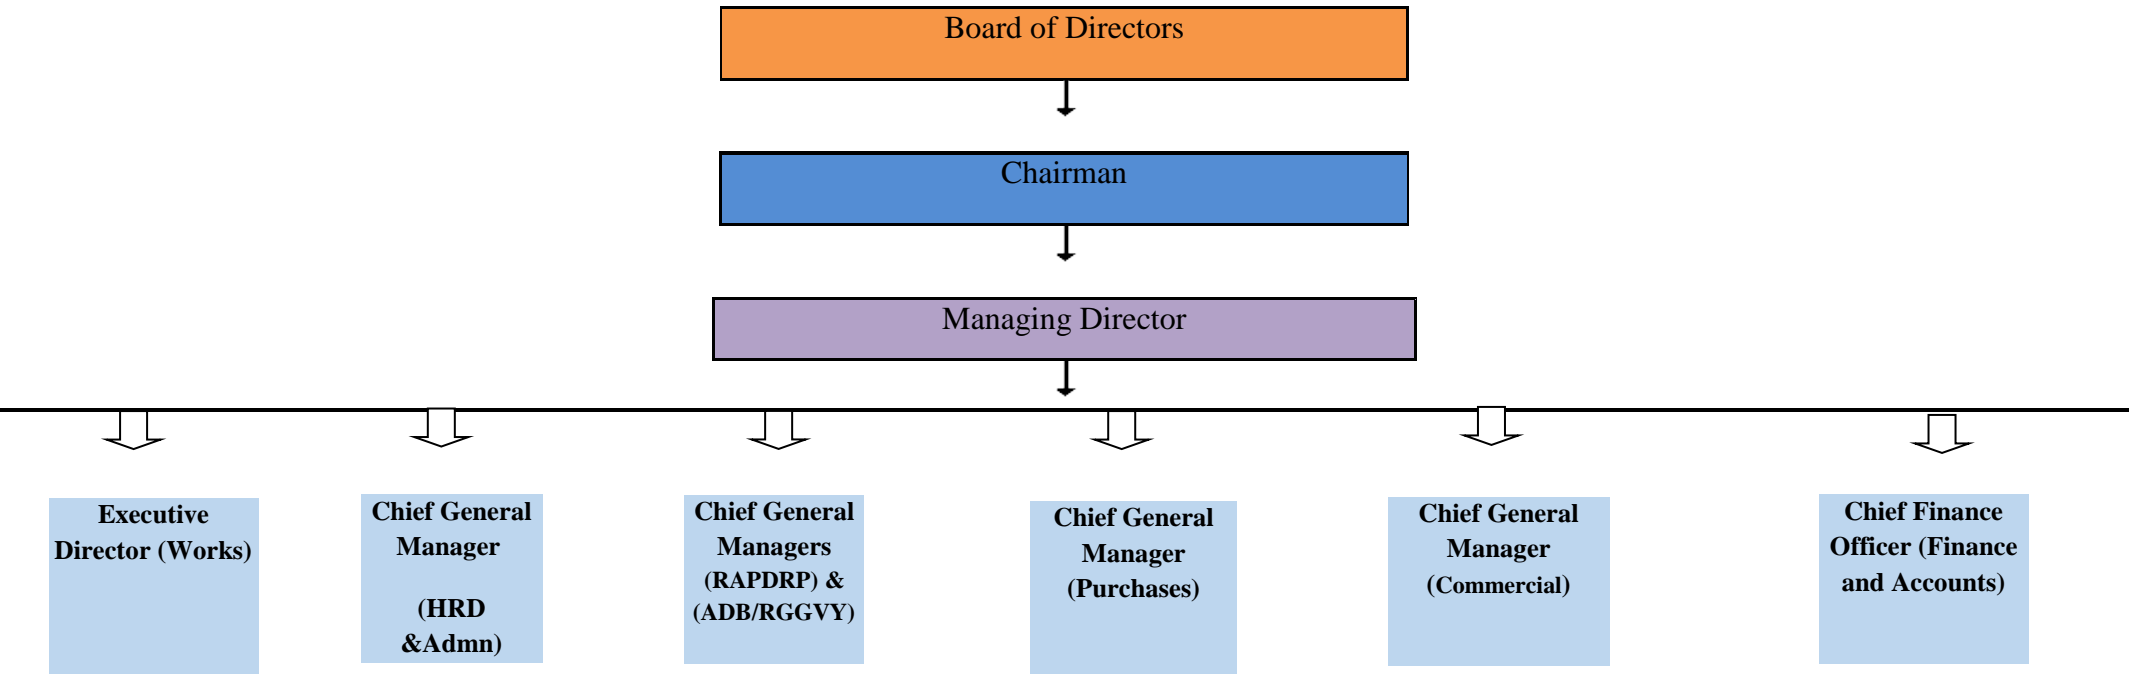 Board of Directors
Chairman
Managing Director
Executive
Director (Works)
Chief General
Manager
(HRD
&Admn)
Chief General
Managers
(RAPDRP) &
(ADB/RGGVY)
Chief General
Manager
(Purchases)
Chief General
Manager
(Commercial)
Chief Finance
Officer (Finance
and Accounts)